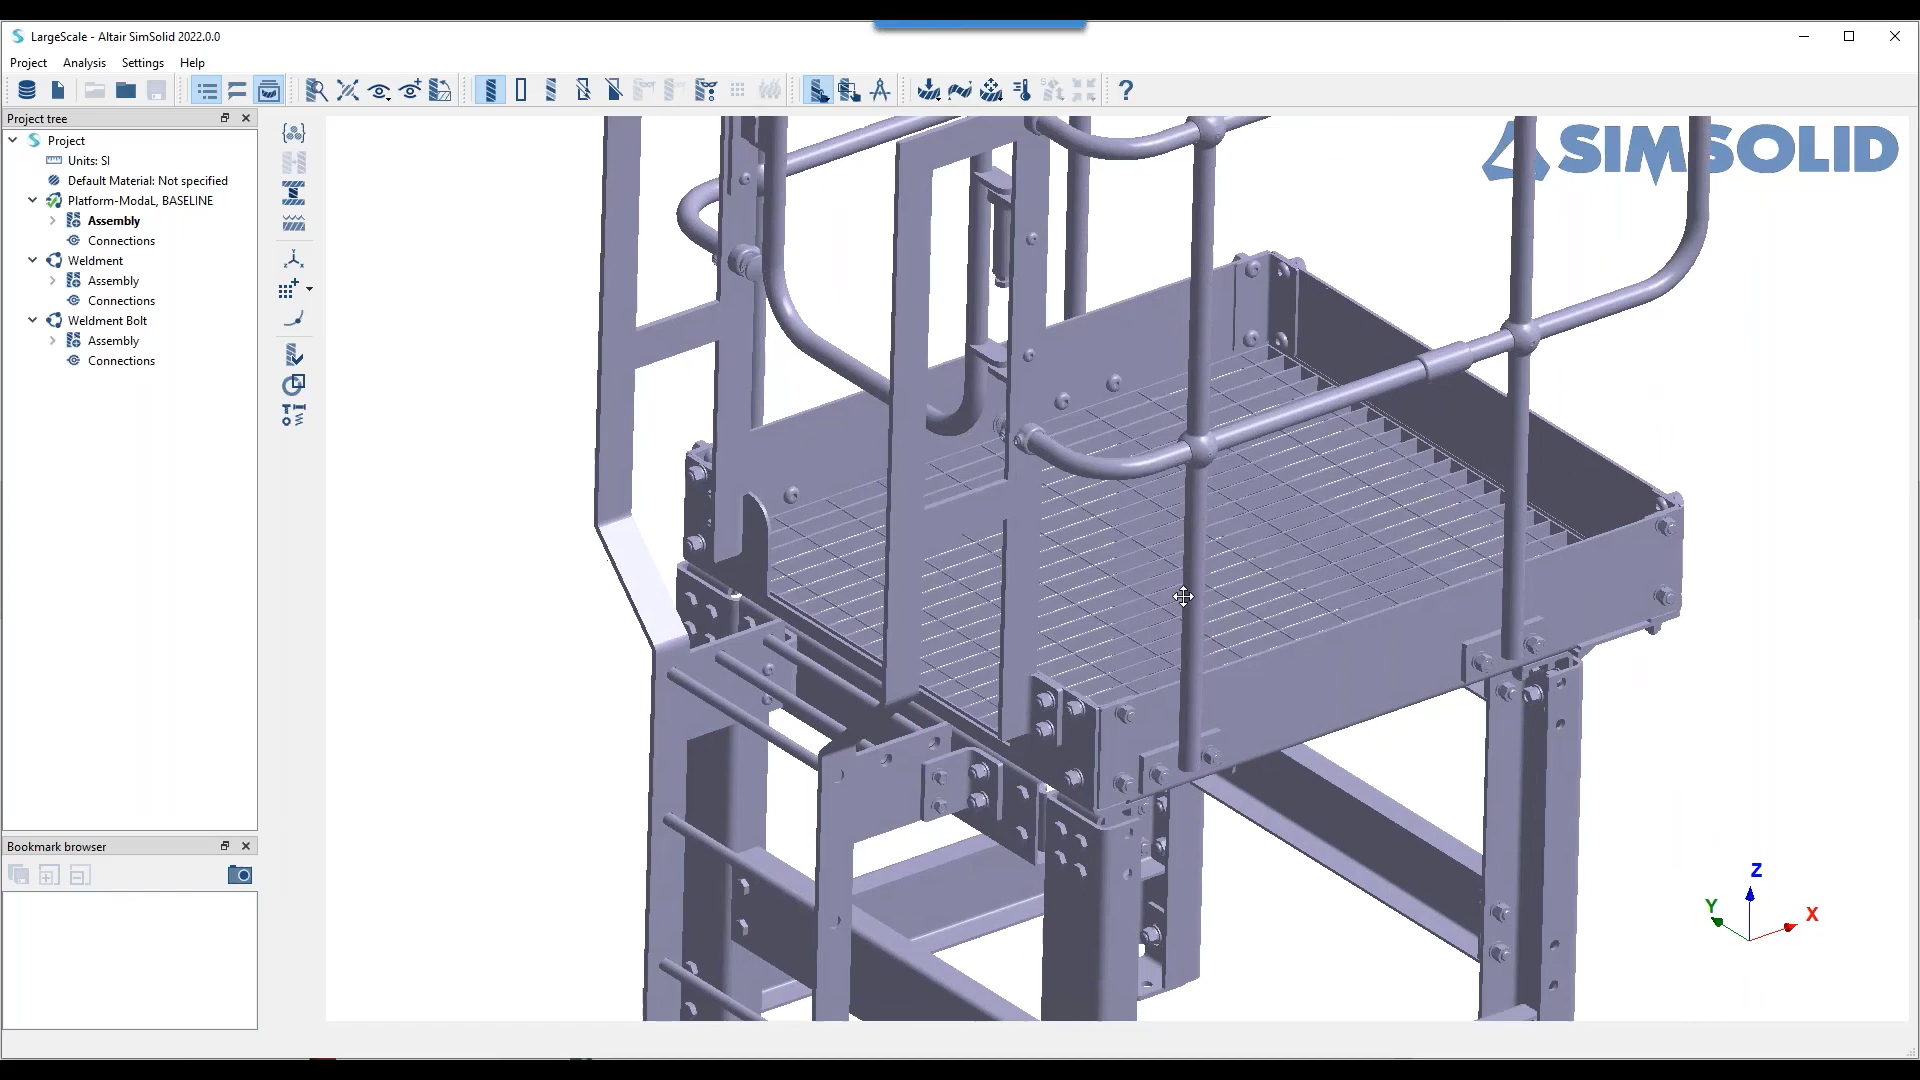 LargeScale - Altair SimSolid 2022.0.0
Project Analysis Settings Help
?
Project tree
Project
Units: SI
Default Material: Not specified
Platform-ModaL, BASELINE
Assembly
Connections
Weldment
Assembly
Connections
Weldment Bolt
Assembly
Connections
Bookmark browser
SIMSOLID
Z
Y
X